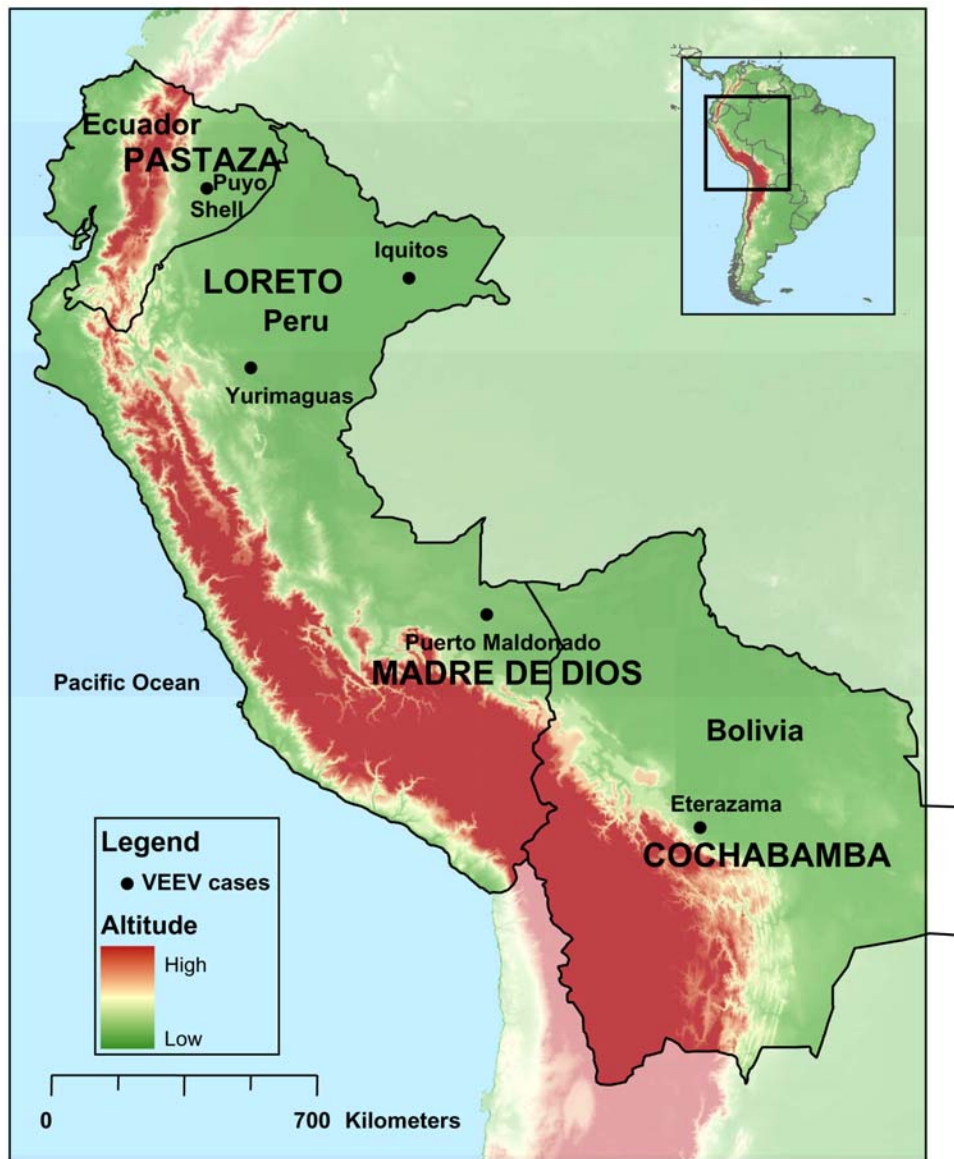 Ecuador
PASTAZA
Puyo
Shell
Iquitos
LORETO
Peru
Yurimaguas
Puerto Maldonado
MADRE DE DIOS
Pacific Ocean
Bolivia
Eterazama
COCHABAMBA
Legend
VEEV cases
Altitude
High
Low
0 700 Kilometers